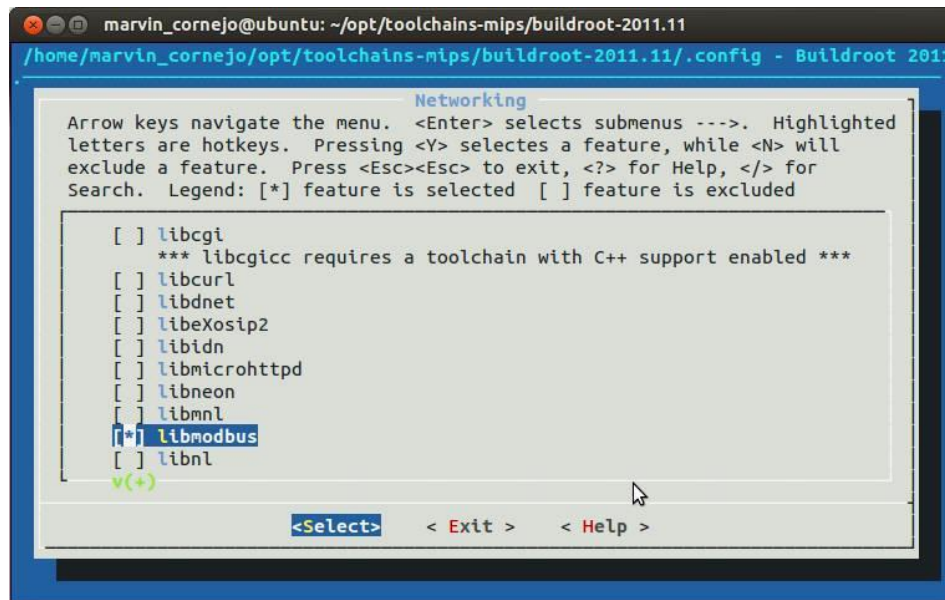 marvin_cornejo@ubuntu: ~/opt/toolchains-mips/buildroot-2011.11
/home/marvin_cornejo/opt/toolchains-mips/buildroot-2011.11/.config - Buildroot 201
Networking
Arrow keys navigate the menu. <Enter> selects submenus --->. Highlighted
letters are hotkeys. Pressing <Y> selectes a feature, while <N> will
exclude a feature. Press <Esc><Esc> to exit, <?> for Help, </> for
Search. Legend: [*] feature is selected [ ] feature is excluded
[ ] libcgi
*** libcgicc requires a toolchain with C++ support enabled ***
[ ] libcurl
[ ] libdnet
[ ] libeXosip2
[ ] libidn
[ ] libmicrohttpd
[ ] libneon
[ ] libmnl
[*] libmodbus
[ ] libnl
v(+)
<Select> < Exit > < Help >